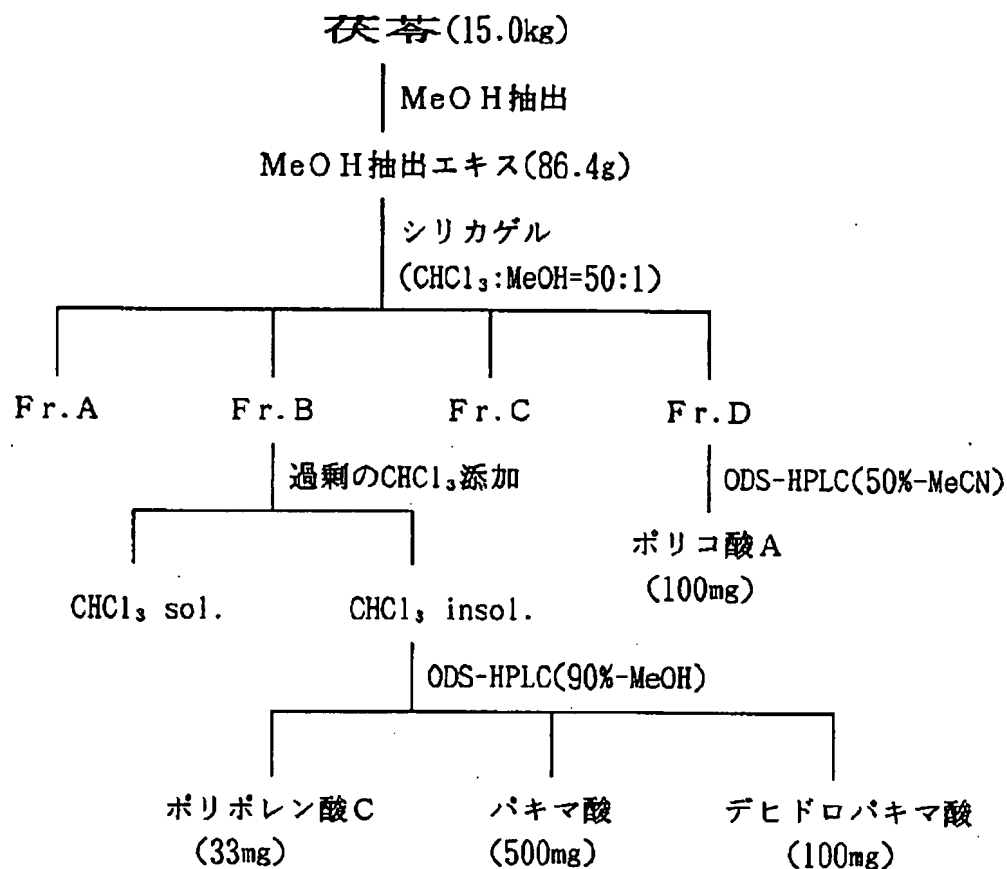 茯苓(15.0kg)
MeOH抽出
MeOH抽出エキス(86.4g)
シリカゲル
(CHCl₃:MeOH=50:1)
Fr.A Fr.B Fr.C Fr.D
過剰のCHCl₃添加 ODS-HPLC(50%-MeCN)
ポリコ酸A
(100mg)
CHCl₃ sol. CHCl₃ insol.
ODS-HPLC(90%-MeOH)
ポリポレン酸C パキマ酸 デヒドロパキマ酸
(33mg) (500mg) (100mg)